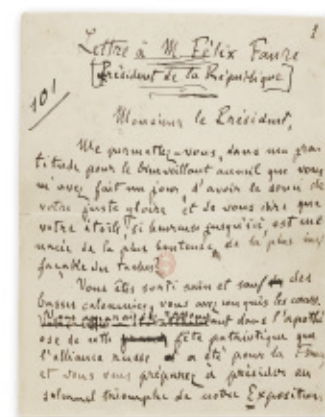 1
Lettre à M. Félix Faure
[Président de la République]
101
Monsieur le Président,
Me permettez-vous, dans ma gra-
titude pour le bienveillant accueil que vous
m'avez fait un jour, d'avoir le souci de
votre juste gloire et de vous dire que
votre étoile, si heureuse jusqu'ici, est me
nacée de la plus honteuse, de la plus inef
façable des taches?
Vous êtes sorti sain et sauf des
basses calomnies, vous avez conquis les cœurs.
Vous apparaissez rayonnant dans l'apothé
ose de cette fête patriotique que
l'alliance russe a été pour la France
et vous vous préparez à présider au
solennel triomphe de notre Exposition